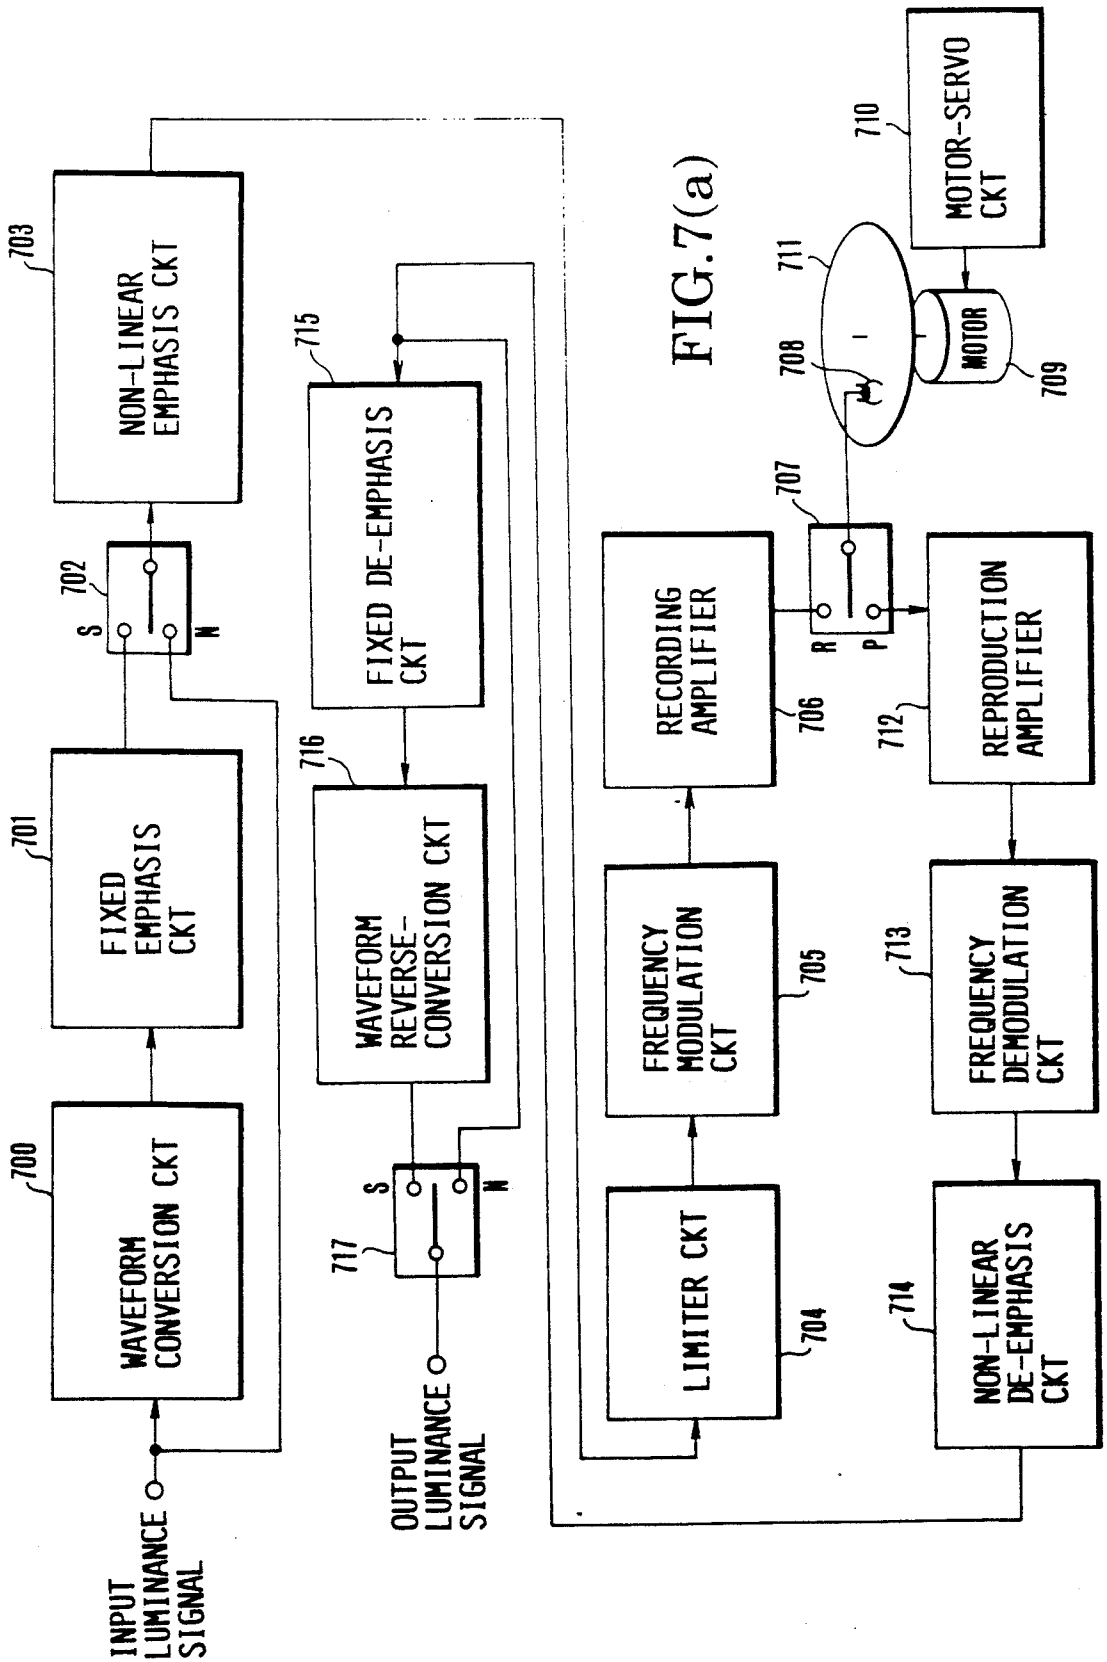 INPUT
LUMINANCE
SIGNAL
700
WAVEFORM
CONVERSION CKT
701
FIXED
EMPHASIS
CKT
702
S
N
703
NON-LINEAR
EMPHASIS CKT
OUTPUT
LUMINANCE
SIGNAL
717
S
N
716
WAVEFORM
REVERSE-
CONVERSION CKT
715
FIXED DE-EMPHASIS
CKT
LIMITER CKT
704
FREQUENCY
MODULATION
CKT
705
RECORDING
AMPLIFIER
706
707
R
P
708
711
MOTOR
709
710
MOTOR-SERVO
CKT
FIG.7(a)
712
REPRODUCTION
AMPLIFIER
713
FREQUENCY
DEMODULATION
CKT
714
NON-LINEAR
DE-EMPHASIS
CKT